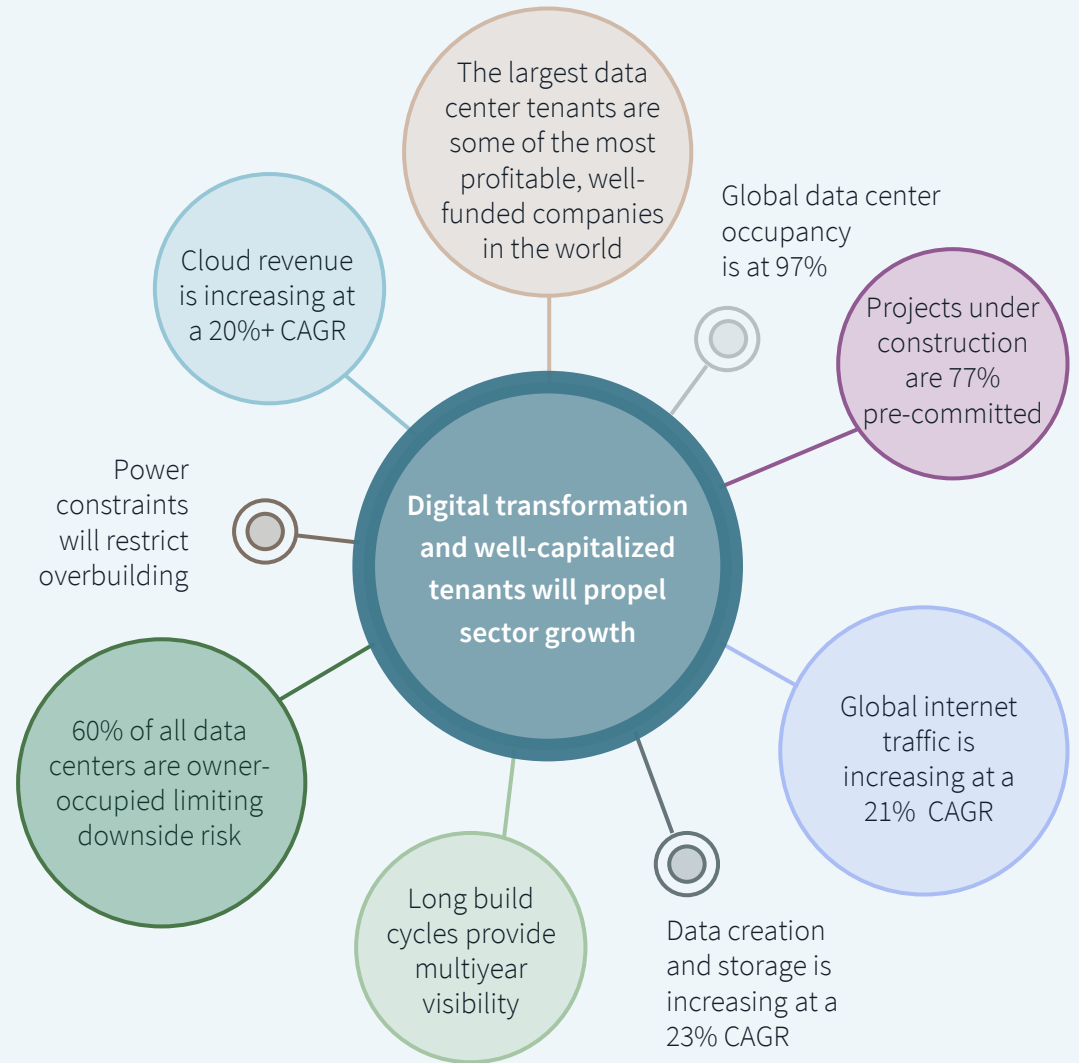 The largest data
center tenants are
some of the most
profitable, well-
funded companies
in the world
Global data center
occupancy
is at 97%
Projects under
construction
are 77%
pre-committed
Cloud revenue
is increasing at
a 20%+ CAGR
Power
constraints
will restrict
overbuilding
Digital transformation
and well-capitalized
tenants will propel
sector growth
60% of all data
centers are owner-
occupied limiting
downside risk
Global internet
traffic is
increasing at a
21% CAGR
Long build
cycles provide
multiyear
visibility
Data creation
and storage is
increasing at a
23% CAGR